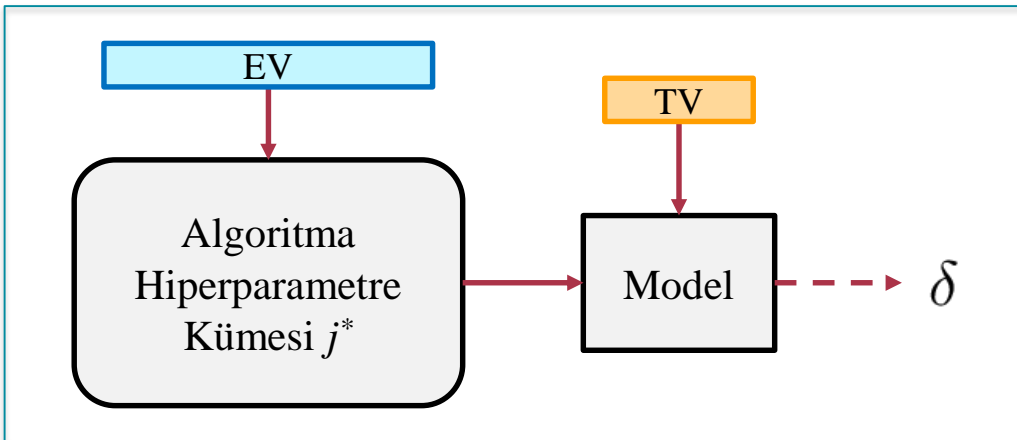 EV
TV
Algoritma
Hiperparametre
Kümesi j*
Model
δ